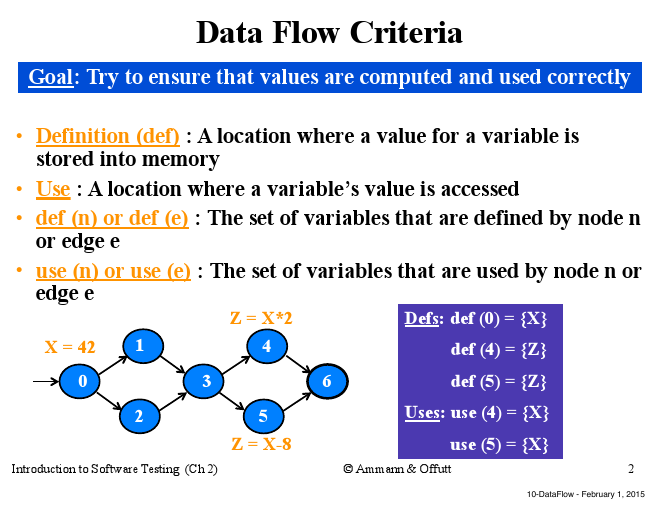 Data Flow Criteria
Goal: Try to ensure that values are computed and used correctly
• Definition (def) : A location where a value for a variable is
stored into memory
• Use : A location where a variable’s value is accessed
• def (n) or def (e) : The set of variables that are defined by node n
or edge e
• use (n) or use (e) : The set of variables that are used by node n or
edge e
X = 42
Z = X*2
0
1
2
3
4
5
6
Z = X-8
Defs: def (0) = {X}
def (4) = {Z}
def (5) = {Z}
Uses: use (4) = {X}
use (5) = {X}
Introduction to Software Testing (Ch 2)
© Ammann & Offutt
2
10-DataFlow - February 1, 2015